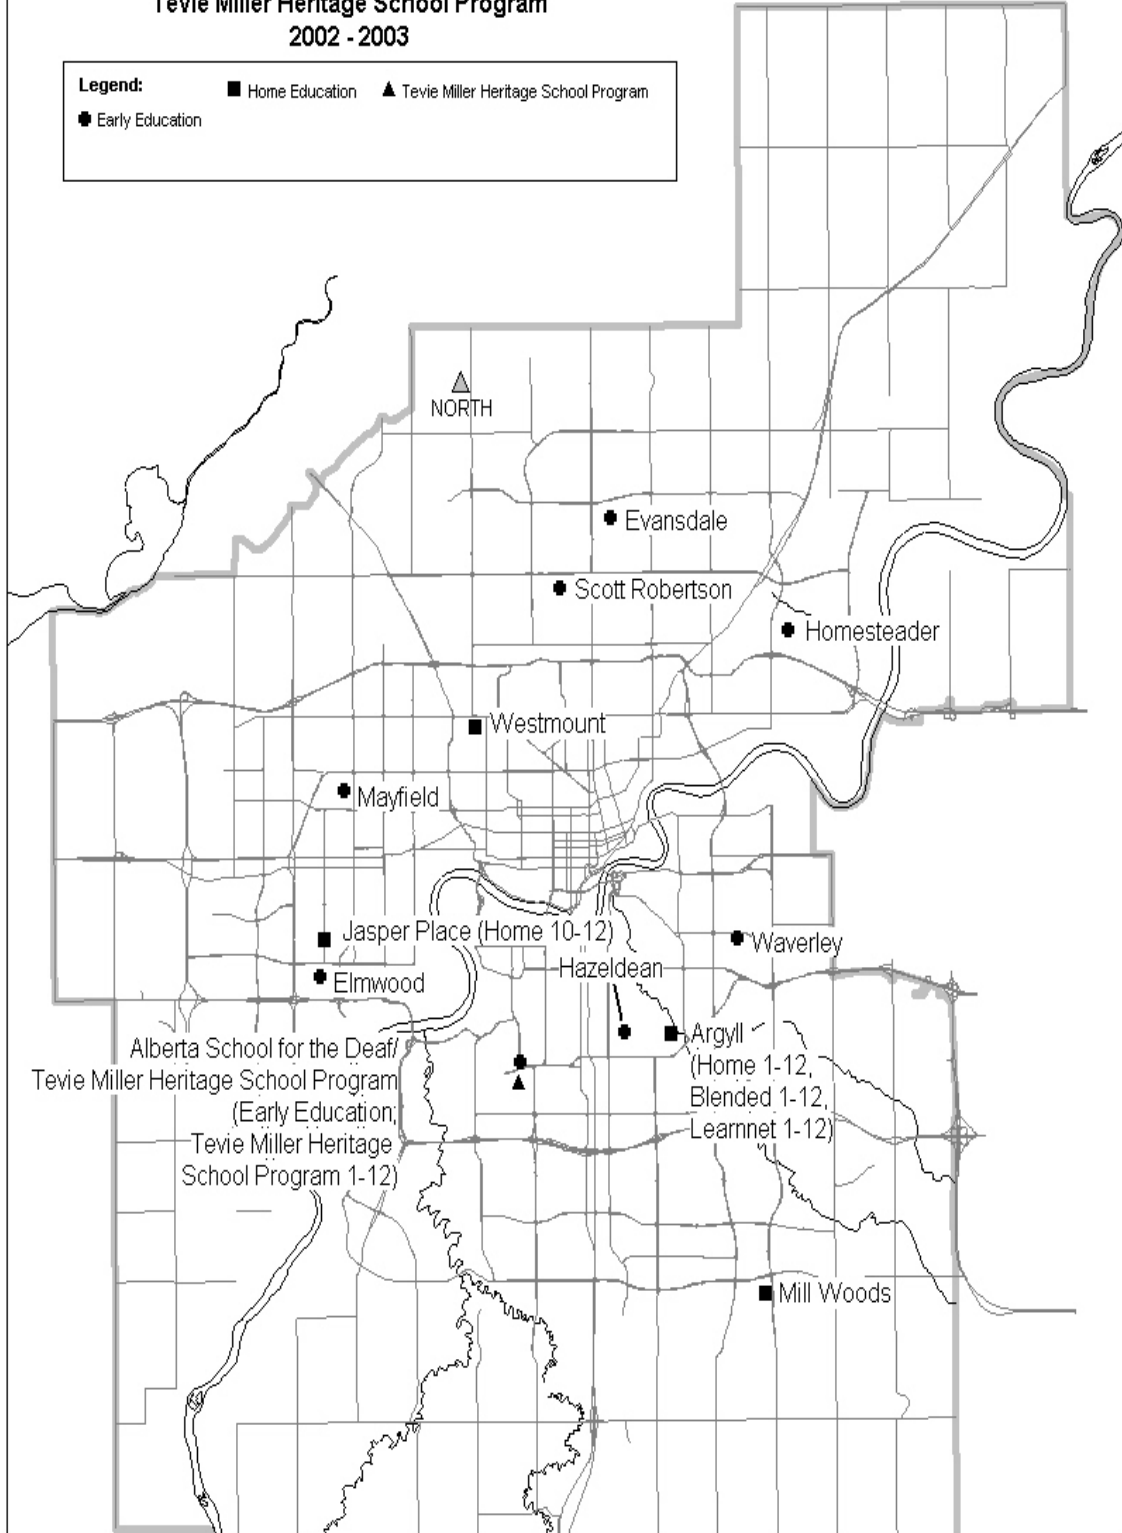 Tevie Miller Heritage School Program
2002 - 2003
Legend:
Home Education
Tevie Miller Heritage School Program
Early Education
NORTH
Evansdale
Scott Robertson
Homesteader
Westmount
Mayfield
Jasper Place (Home 10-12)
Waverley
Hazeldean
Elmwood
Argyll
(Home 1-12,
Blended 1-12,
Learnnet 1-12)
Alberta School for the Deaf/
Tevie Miller Heritage School Program
(Early Education,
Tevie Miller Heritage
School Program 1-12)
Mill Woods